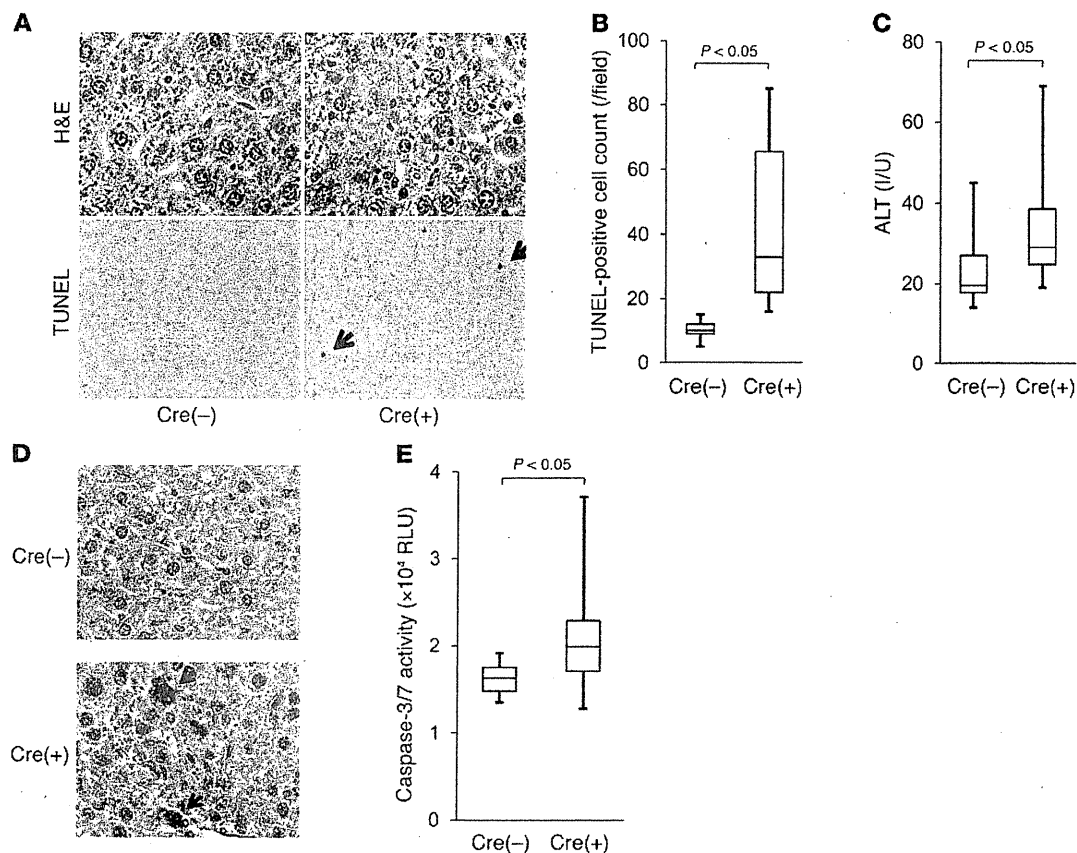 A
H&E
TUNEL
Cre(–)
Cre(+)
B
TUNEL-positive cell count (/field)
100
80
60
40
20
0
P < 0.05
Cre(–)
Cre(+)
C
ALT (I/U)
80
60
40
20
0
P < 0.05
Cre(–)
Cre(+)
D
Cre(–)
Cre(+)
E
Caspase-3/7 activity (×10⁴ RLU)
4
3
2
1
0
P < 0.05
Cre(–)
Cre(+)